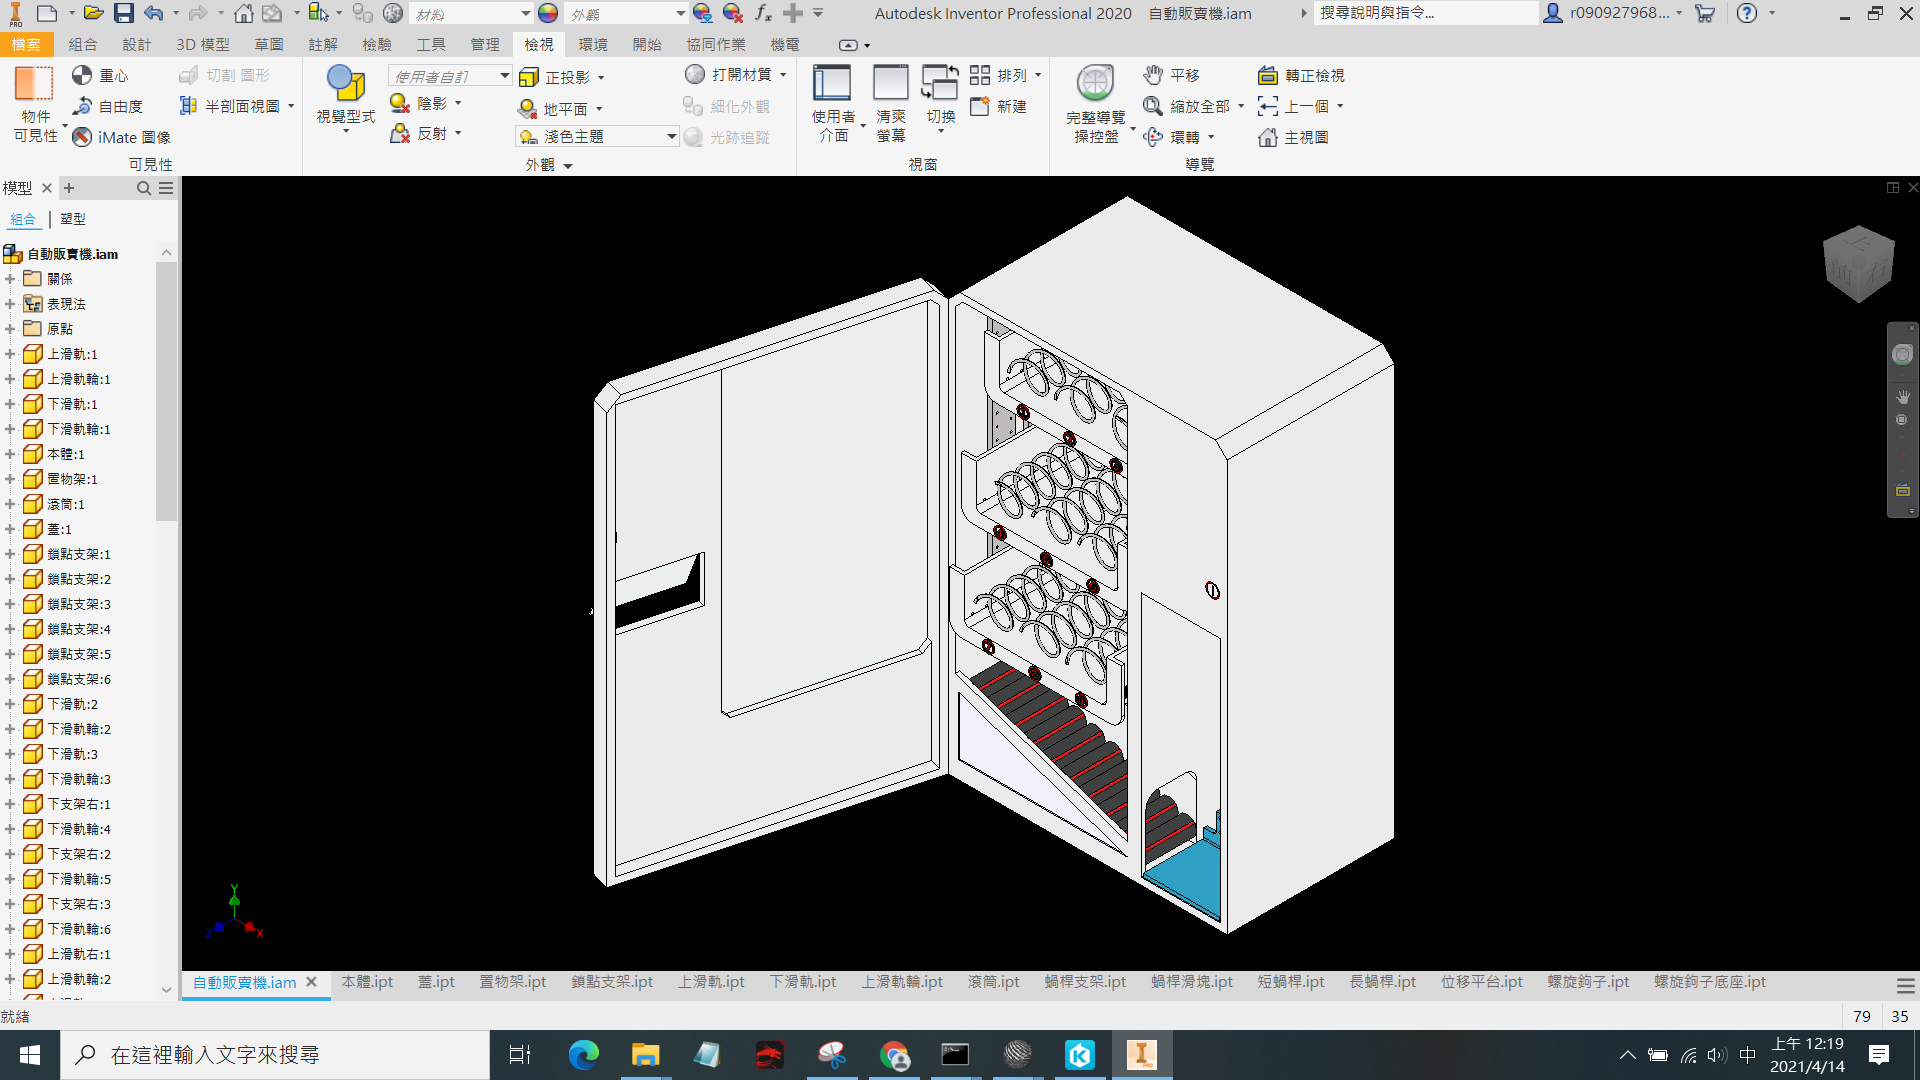 材料
外觀
Autodesk Inventor Professional 2020 自動販賣機.iam
搜尋說明與指令...
r090927968...
PRO
檔案 組合 設計 3D 模型 草圖 註解 檢驗 工具 管理 檢視 環境 開始 協同作業 機電
物件
可見性
重心
自由度
iMate 圖像
切割 圖形
半剖面視圖
可見性
視覺型式
使用者自訂
陰影
反射
正投影
地平面
淺色主題
打開材質
細化外觀
光跡追蹤
外觀
使用者
介面
清爽
螢幕
切換
排列
新建
視窗
完整導覽
操控盤
平移
縮放全部
環轉
轉正檢視
上一個
主視圖
導覽
模型
組合 | 塑型
自動販賣機.iam
關係
表現法
原點
上滑軌:1
上滑軌輪:1
下滑軌:1
下滑軌輪:1
本體:1
置物架:1
滾筒:1
蓋:1
鎖點支架:1
鎖點支架:2
鎖點支架:3
鎖點支架:4
鎖點支架:5
鎖點支架:6
下滑軌:2
下滑軌輪:2
下滑軌:3
下滑軌輪:3
下支架右:1
下滑軌輪:4
下支架右:2
下滑軌輪:5
下支架右:3
下滑軌輪:6
上滑軌右:1
上滑軌輪:2
上
前
右
Y
Z
X
自動販賣機.iam 本體.ipt 蓋.ipt 置物架.ipt 鎖點支架.ipt 上滑軌.ipt 下滑軌.ipt 上滑軌輪.ipt 滾筒.ipt 蝸桿支架.ipt 蝸桿滑塊.ipt 短蝸桿.ipt 長蝸桿.ipt 位移平台.ipt 螺旋鉤子.ipt 螺旋鉤子底座.ipt
就緒
79 35
在這裡輸入文字來搜尋
中
上午 12:19
2021/4/14